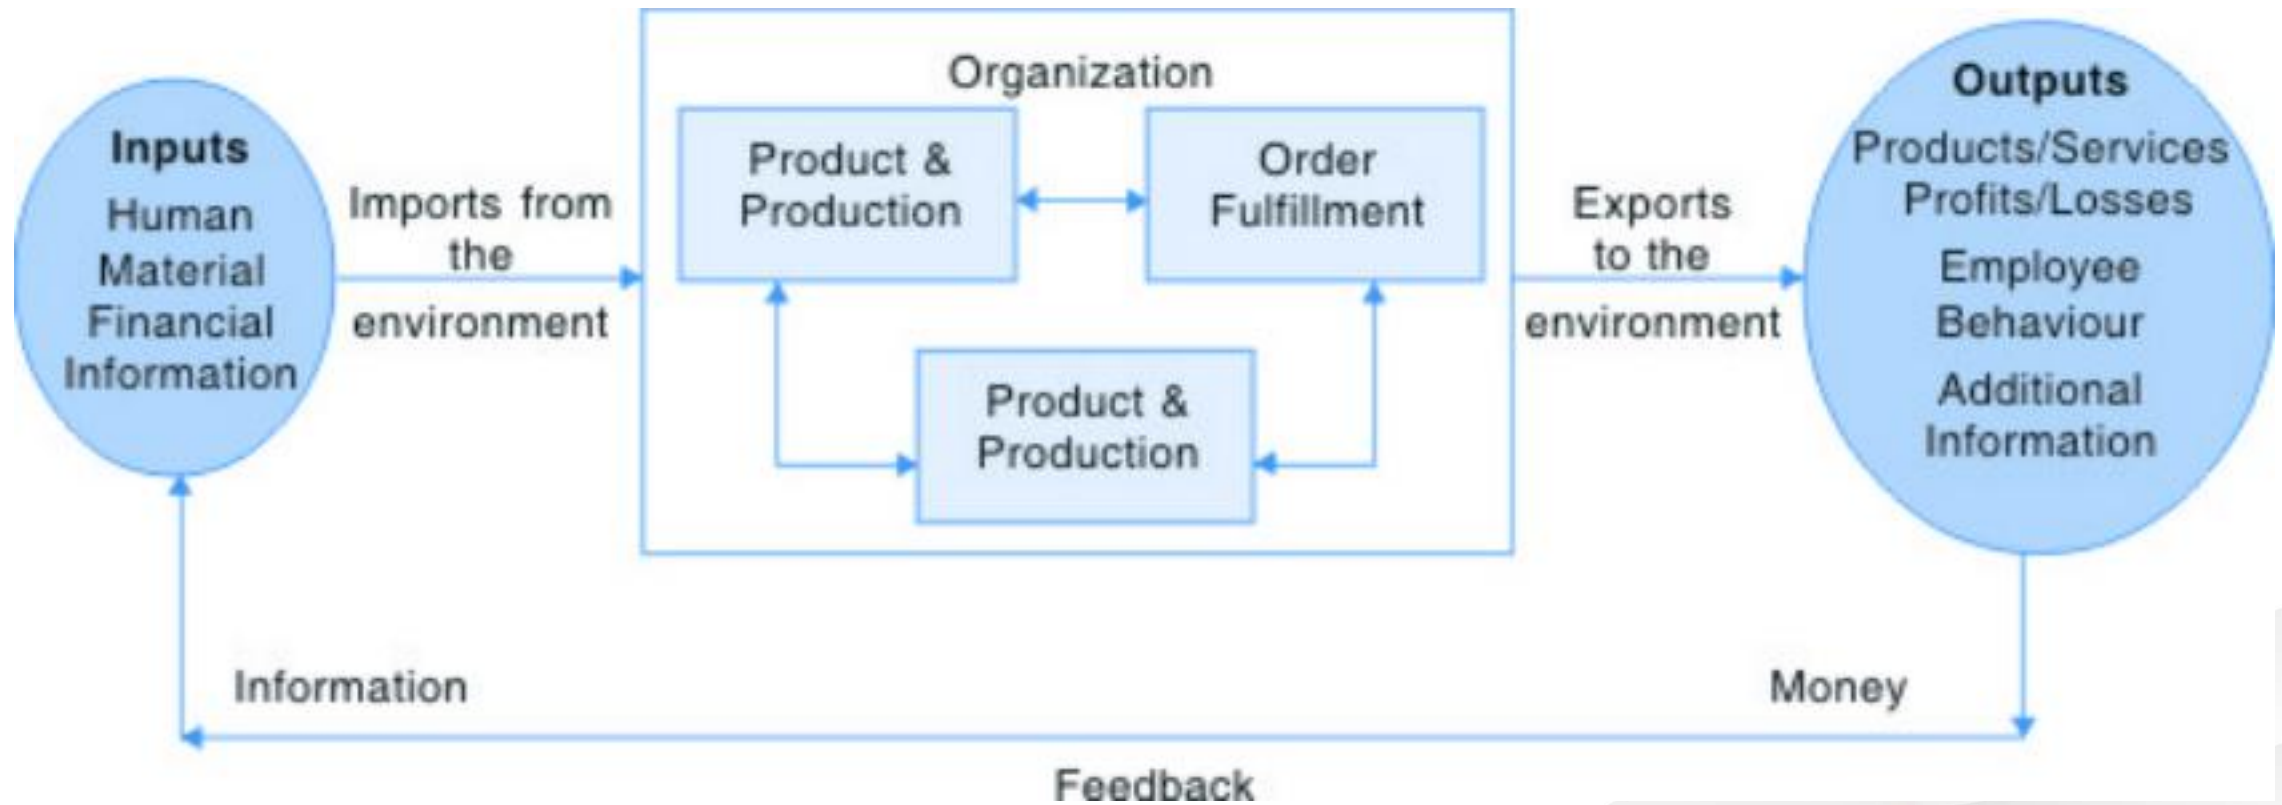 Inputs
Human
Material
Financial
Information
Imports from
the
environment
Organization
Product &
Production
Order
Fulfillment
Product &
Production
Exports
to the
environment
Outputs
Products/Services
Profits/Losses
Employee
Behaviour
Additional
Information
Information
Money
Feedback